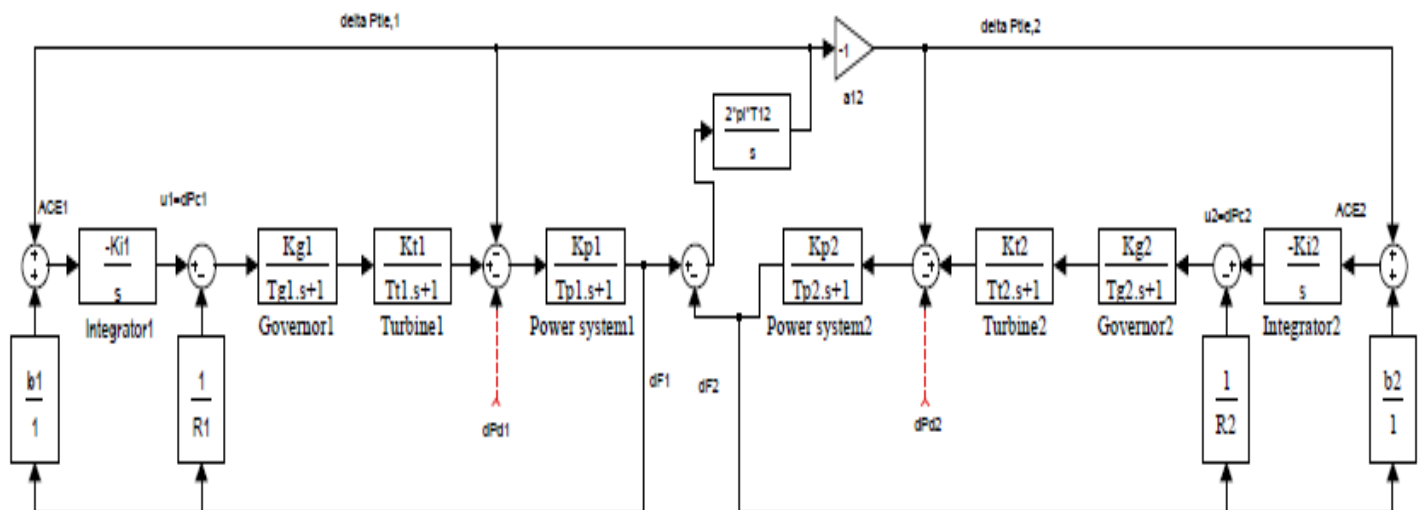 delta Ptie,1
delta Ptie,2
-1
a12
2*pi*T12
s
ACE1
u1=dPc1
u2=dPc2
ACE2
-Ki1
s
Integrator1
Kg1
Tg1.s+1
Governor1
Kt1
Tt1.s+1
Turbine1
Kp1
Tp1.s+1
Power system1
Kp2
Tp2.s+1
Power system2
Kt2
Tt2.s+1
Turbine2
Kg2
Tg2.s+1
Governor2
-Ki2
s
Integrator2
b1
1
1
R1
dPd1
dF1
dF2
dPd2
1
R2
b2
1